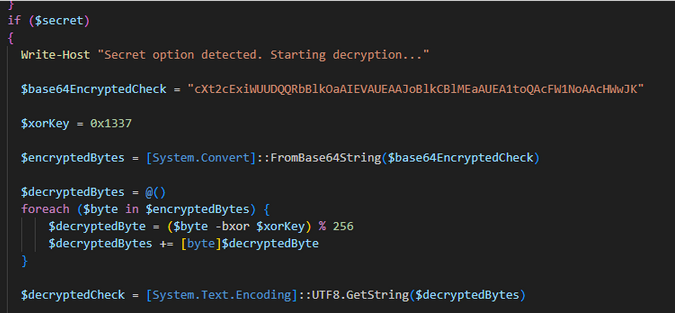 }
if ($secret)
{
Write-Host "Secret option detected. Starting decryption..."
$base64EncryptedCheck = "cXt2cExiWUUDQQRbBlkOaAIEVAUEAAJoBlkCBlMEaAUEA1toQAcFW1NoAAcHWwJK"
$xorKey = 0x1337
$encryptedBytes = [System.Convert]::FromBase64String($base64EncryptedCheck)
$decryptedBytes = @()
foreach ($byte in $encryptedBytes) {
$decryptedByte = ($byte -bxor $xorKey) % 256
$decryptedBytes += [byte]$decryptedByte
}
$decryptedCheck = [System.Text.Encoding]::UTF8.GetString($decryptedBytes)